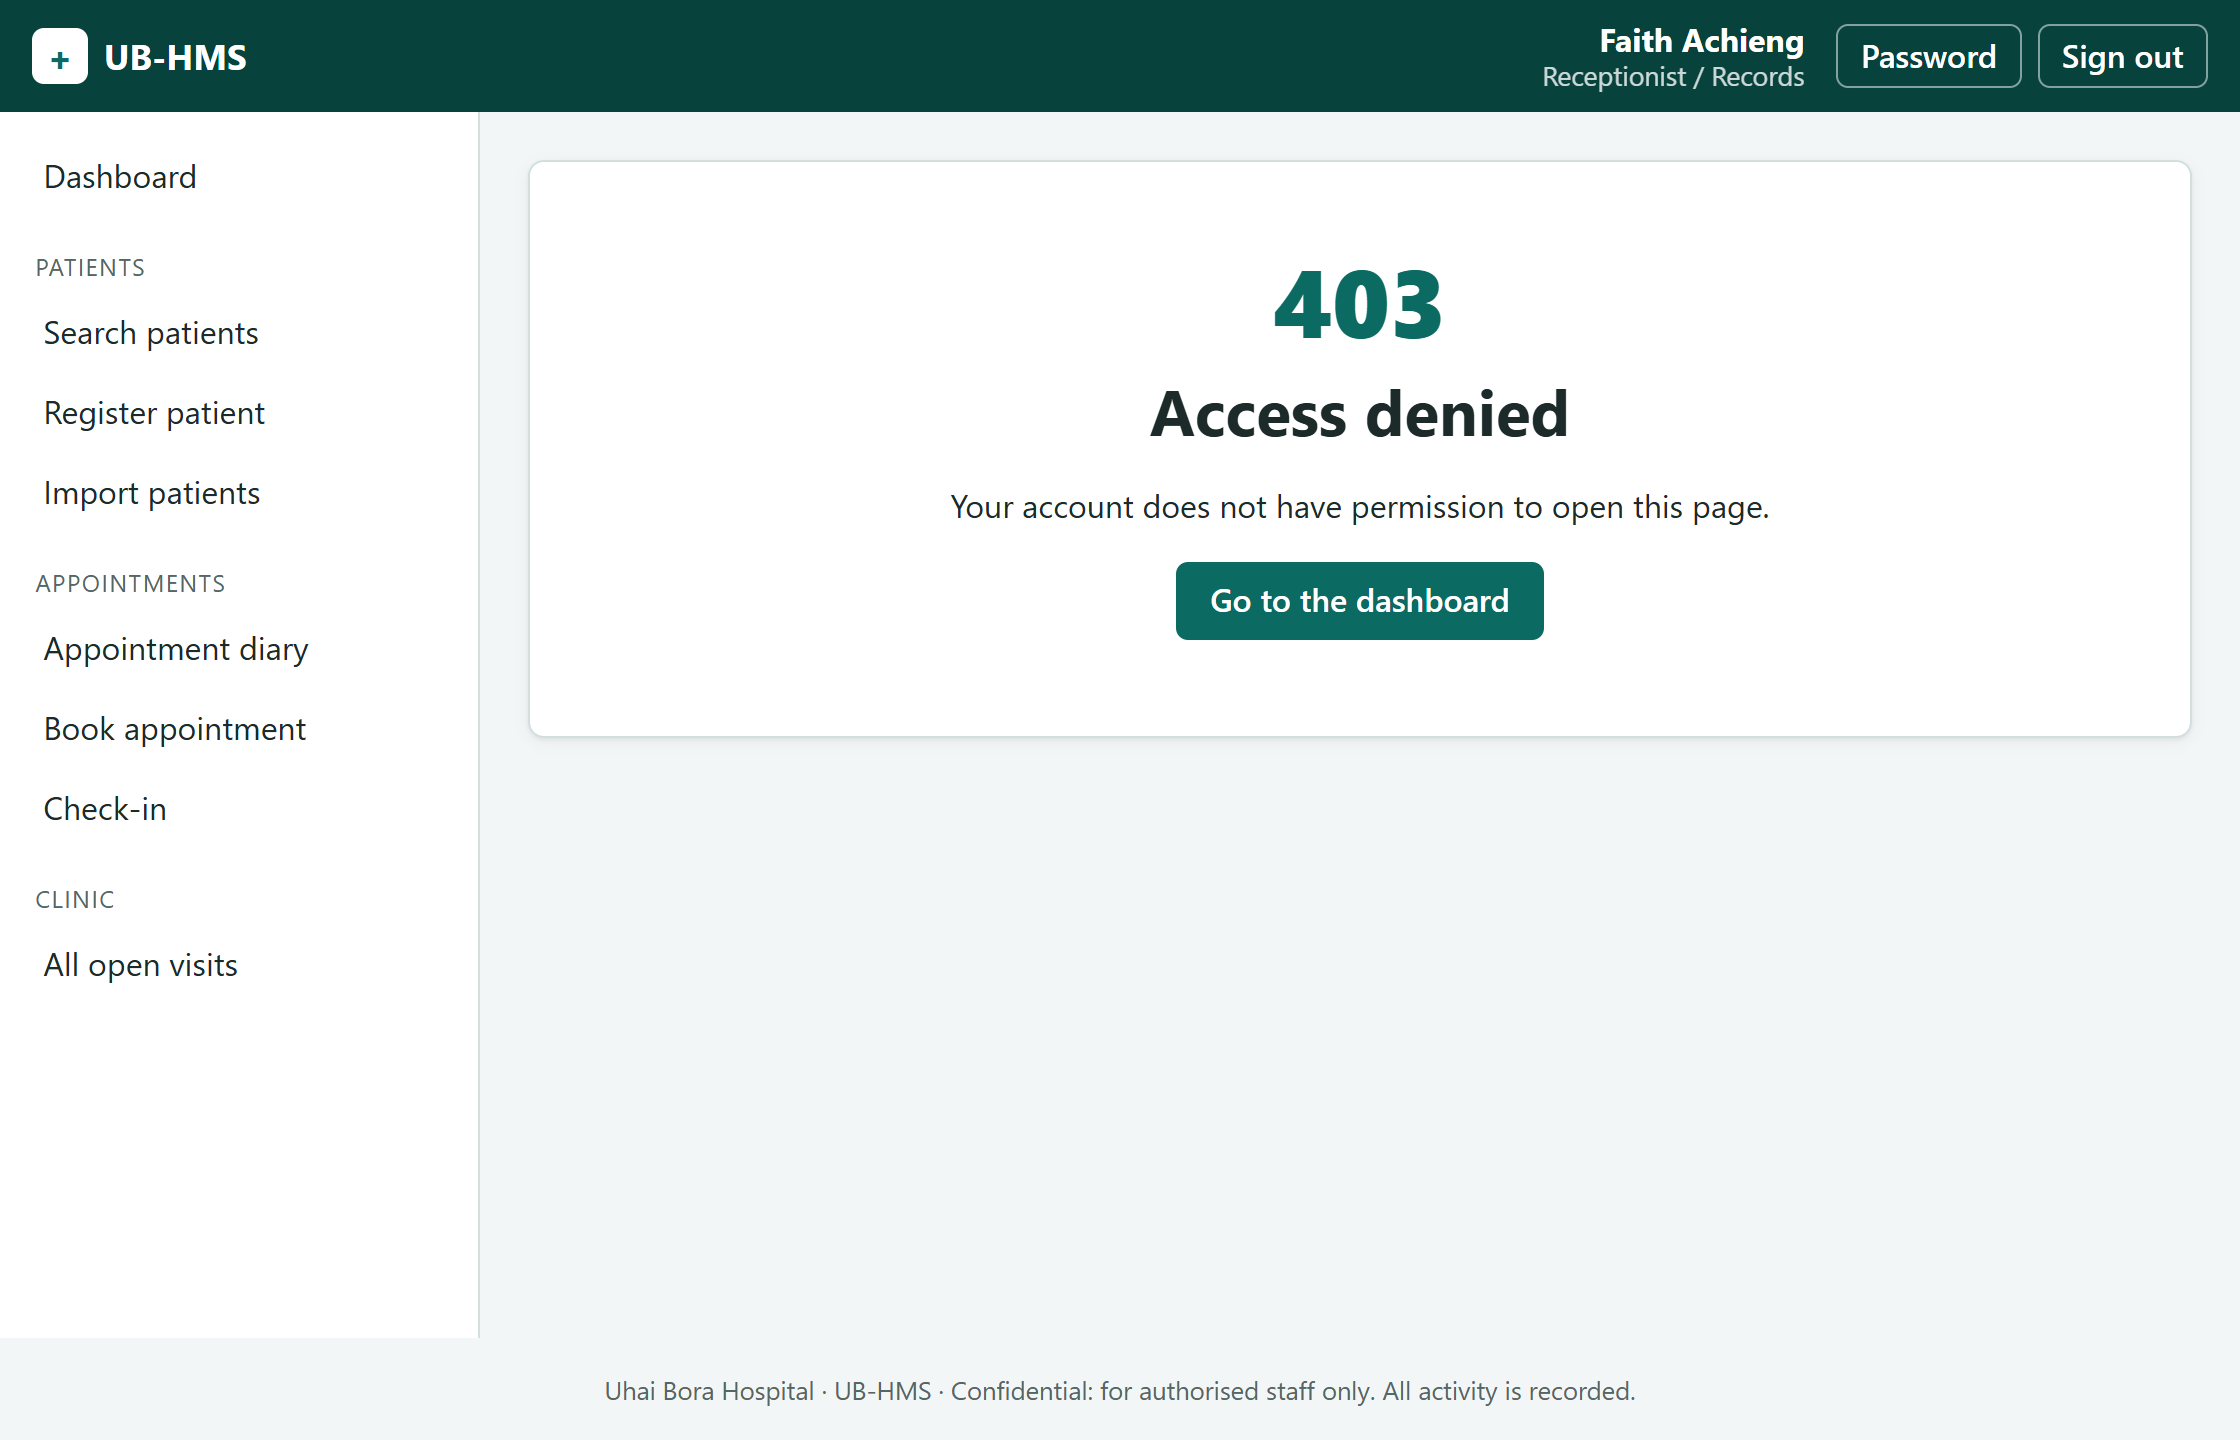 + UB-HMS
Faith Achieng
Receptionist / Records
Password
Sign out
Dashboard
PATIENTS
Search patients
Register patient
Import patients
APPOINTMENTS
Appointment diary
Book appointment
Check-in
CLINIC
All open visits
403
Access denied
Your account does not have permission to open this page.
Go to the dashboard
Uhai Bora Hospital · UB-HMS · Confidential: for authorised staff only. All activity is recorded.